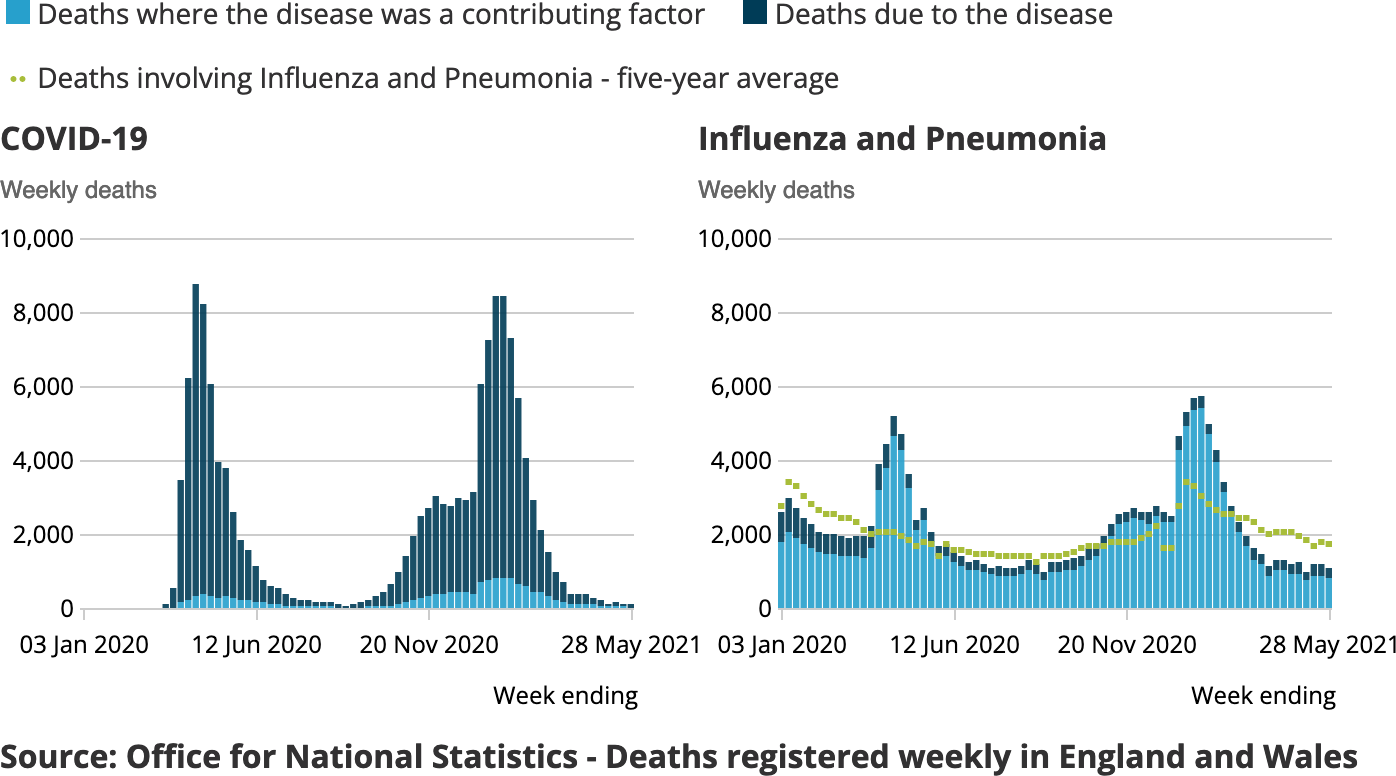 Deaths where the disease was a contributing factor
Deaths due to the disease
Deaths involving Influenza and Pneumonia - five-year average
COVID-19
Weekly deaths
10,000
8,000
6,000
4,000
2,000
0
03 Jan 2020
12 Jun 2020
20 Nov 2020
28 May 2021
Week ending
Influenza and Pneumonia
Weekly deaths
10,000
8,000
6,000
4,000
2,000
0
03 Jan 2020
12 Jun 2020
20 Nov 2020
28 May 2021
Week ending
Source: Office for National Statistics - Deaths registered weekly in England and Wales